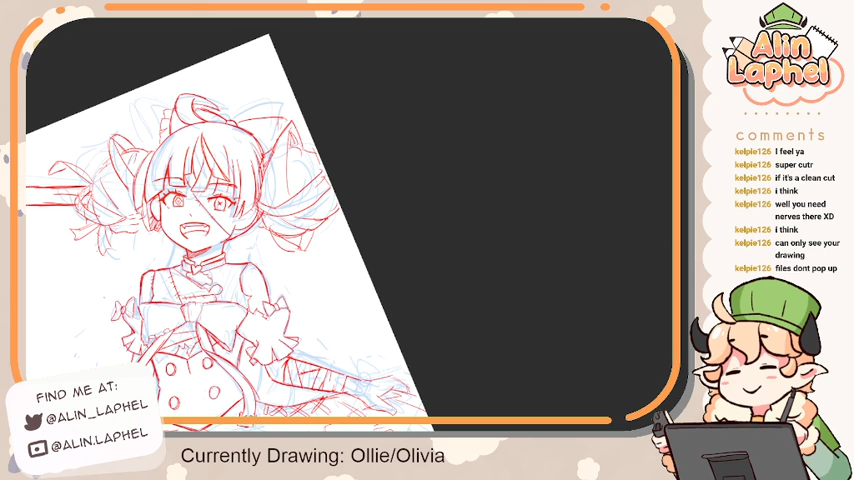 Alin
Laphel
comments
kelpie126 I feel ya
kelpie126 super cutr
kelpie126 if it's a clean cut
kelpie126 i think
kelpie126 well you need
nerves there XD
kelpie126 i think
kelpie126 can only see your
drawing
kelpie126 files dont pop up
FIND ME AT:
@ALIN_LAPHEL
@ALIN.LAPHEL
Currently Drawing: Ollie/Olivia